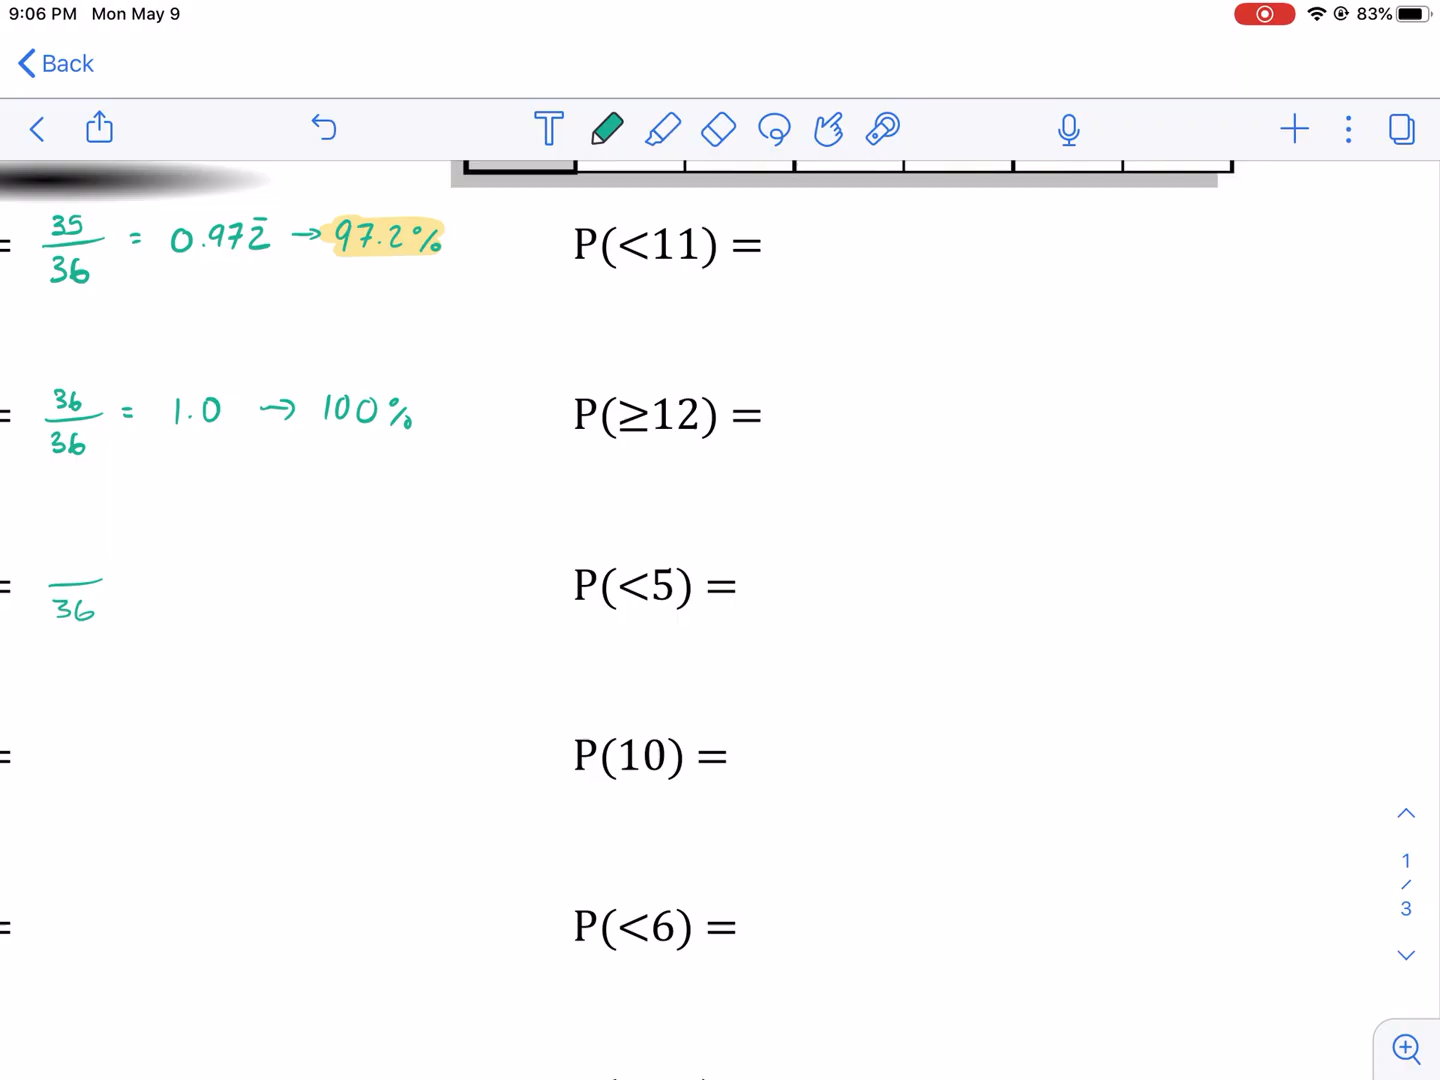 9:06 PM Mon May 9 83%
Back
= 35/36 = 0.972̅ → 97.2% P(<11) =
= 36/36 = 1.0 → 100% P(≥12) =
= /36 P(<5) =
= P(10) =
1
/
3
= P(<6) =